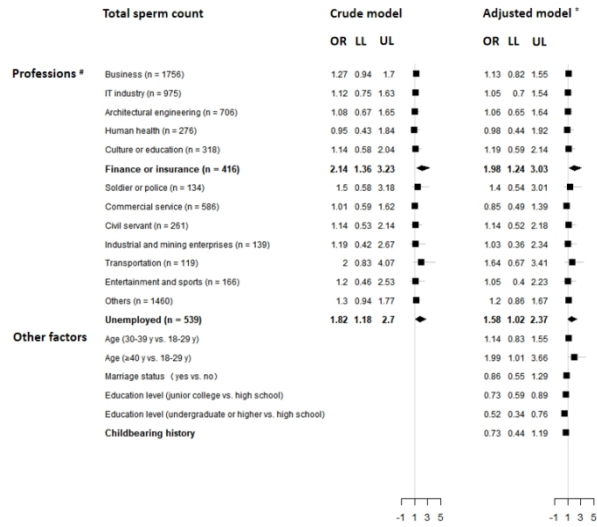 Total sperm count Crude model Adjusted model *
OR LL UL OR LL UL
Professions #
Business (n = 1756) 1.27 0.94 1.7 1.13 0.82 1.55
IT industry (n = 975) 1.12 0.75 1.63 1.05 0.7 1.54
Architectural engineering (n = 706) 1.08 0.67 1.65 1.06 0.65 1.64
Human health (n = 276) 0.95 0.43 1.84 0.98 0.44 1.92
Culture or education (n = 318) 1.14 0.58 2.04 1.19 0.59 2.14
Finance or insurance (n = 416) 2.14 1.36 3.23 1.98 1.24 3.03
Soldier or police (n = 134) 1.5 0.58 3.18 1.4 0.54 3.01
Commercial service (n = 586) 1.01 0.59 1.62 0.85 0.49 1.39
Civil servant (n = 261) 1.14 0.53 2.14 1.14 0.52 2.18
Industrial and mining enterprises (n = 139) 1.19 0.42 2.67 1.03 0.36 2.34
Transportation (n = 119) 2 0.83 4.07 1.64 0.67 3.41
Entertainment and sports (n = 166) 1.2 0.46 2.53 1.05 0.4 2.23
Others (n = 1460) 1.3 0.94 1.77 1.2 0.86 1.67
Unemployed (n = 539) 1.82 1.18 2.7 1.58 1.02 2.37
Other factors
Age (30-39 y vs. 18-29 y) 1.14 0.83 1.55
Age (≥40 y vs. 18-29 y) 1.99 1.01 3.66
Marriage status （yes vs. no） 0.86 0.55 1.29
Education level (junior college vs. high school) 0.73 0.59 0.89
Education level (undergraduate or higher vs. high school) 0.52 0.34 0.76
Childbearing history 0.73 0.44 1.19
-1 1 3 5 -1 1 3 5